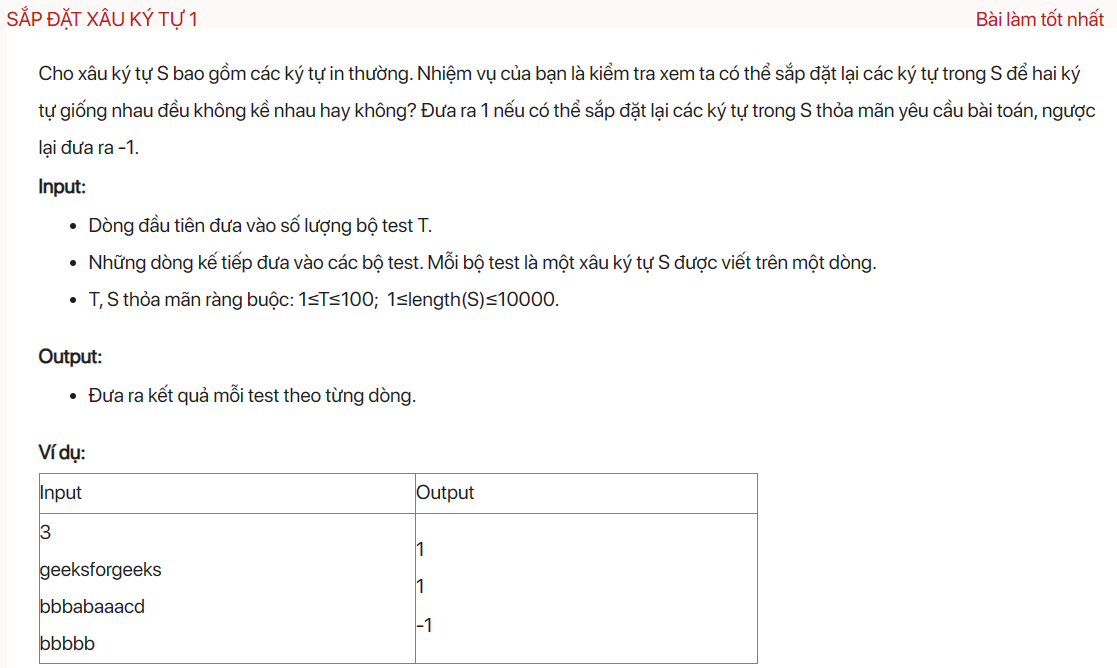 SẮP ĐẶT XÂU KÝ TỰ 1
Bài làm tốt nhất
Cho xâu ký tự S bao gồm các ký tự in thường. Nhiệm vụ của bạn là kiểm tra xem ta có thể sắp đặt lại các ký tự trong S để hai ký
tự giống nhau đều không kề nhau hay không? Đưa ra 1 nếu có thể sắp đặt lại các ký tự trong S thỏa mãn yêu cầu bài toán, ngược
lại đưa ra -1.
Input:
• Dòng đầu tiên đưa vào số lượng bộ test T.
• Những dòng kế tiếp đưa vào các bộ test. Mỗi bộ test là một xâu ký tự S được viết trên một dòng.
• T, S thỏa mãn ràng buộc: 1≤T≤100; 1≤length(S)≤10000.
Output:
• Đưa ra kết quả mỗi test theo từng dòng.
Ví dụ:
Input
Output
3
geeksforgeeks
bbbabaaacd
bbbbb
1
1
-1